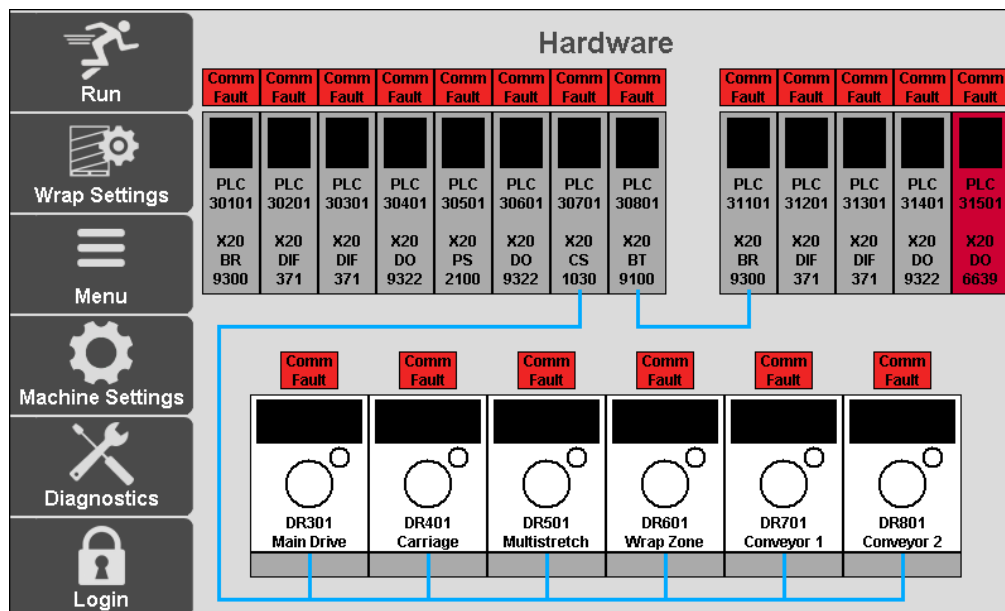 Hardware
Run
Wrap Settings
Menu
Machine Settings
Diagnostics
Login
Comm Comm Comm Comm Comm Comm Comm Comm
Fault Fault Fault Fault Fault Fault Fault Fault
PLC PLC PLC PLC PLC PLC PLC PLC
30101 30201 30301 30401 30501 30601 30701 30801
X20 X20 X20 X20 X20 X20 X20 X20
BR DIF DIF DO PS DO CS BT
9300 371 371 9322 2100 9322 1030 9100
Comm Comm Comm Comm Comm
Fault Fault Fault Fault Fault
PLC PLC PLC PLC PLC
31101 31201 31301 31401 31501
X20 X20 X20 X20 X20
BR DIF DIF DO DO
9300 371 371 9322 6639
Comm Comm Comm Comm Comm Comm
Fault Fault Fault Fault Fault Fault
DR301 DR401 DR501 DR601 DR701 DR801
Main Drive Carriage Multistretch Wrap Zone Conveyor 1 Conveyor 2